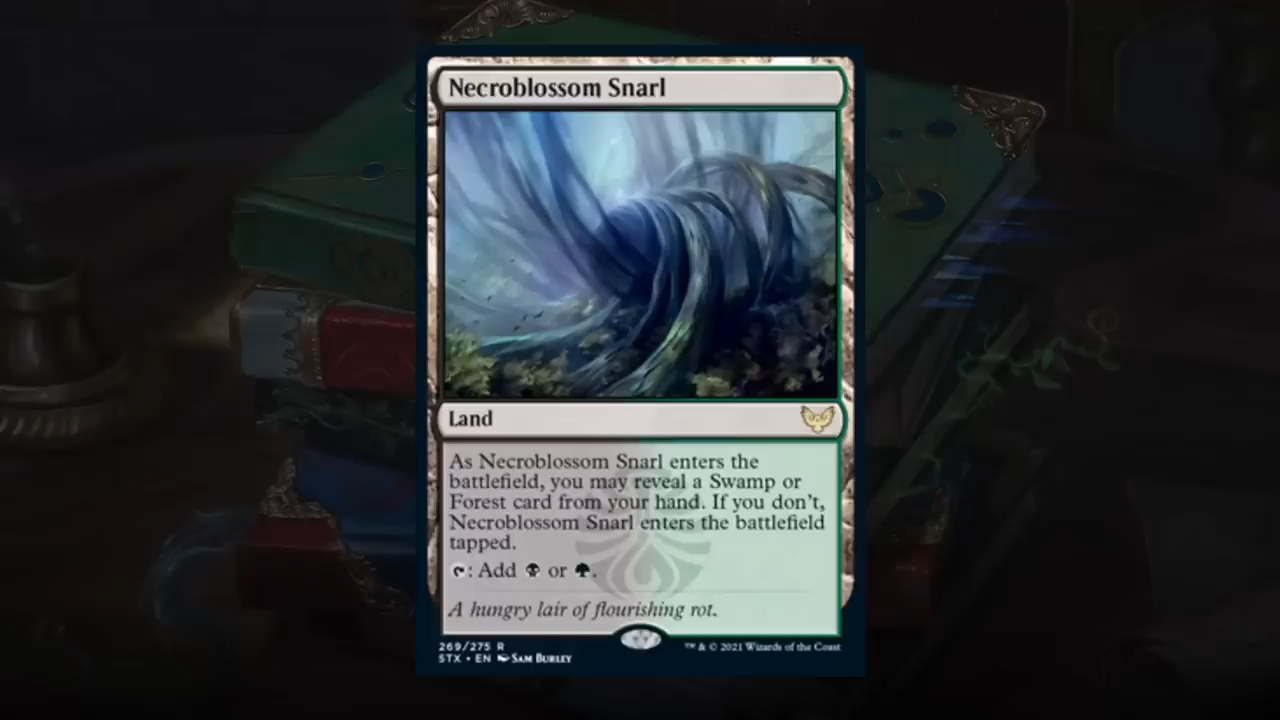 Necroblossom Snarl
Land
As Necroblossom Snarl enters the
battlefield, you may reveal a Swamp or
Forest card from your hand. If you don't,
Necroblossom Snarl enters the battlefield
tapped.
: Add or .
A hungry lair of flourishing rot.
269/275 R
STX • EN Sam Burley
™ & © 2021 Wizards of the Coast